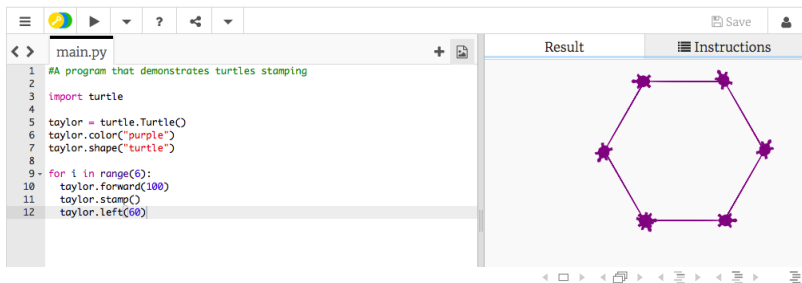 ?
Save
main.py
Result
Instructions
1 #A program that demonstrates turtles stamping
2
3 import turtle
4
5 taylor = turtle.Turtle()
6 taylor.color("purple")
7 taylor.shape("turtle")
8
9 for i in range(6):
10   taylor.forward(100)
11   taylor.stamp()
12   taylor.left(60)